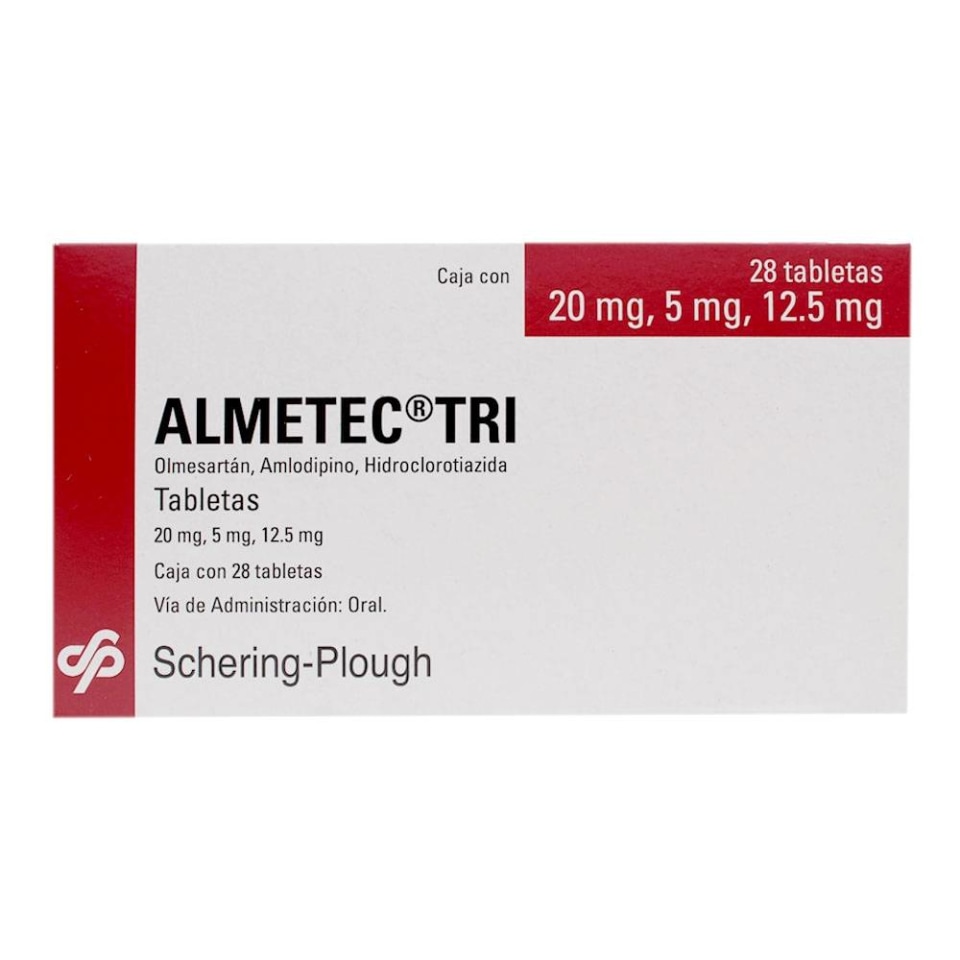 Caja con
28 tabletas
20 mg, 5 mg, 12.5 mg
ALMETEC®TRI
Olmesartán, Amlodipino, Hidroclorotiazida
Tabletas
20 mg, 5 mg, 12.5 mg
Caja con 28 tabletas
Vía de Administración: Oral.
Schering-Plough